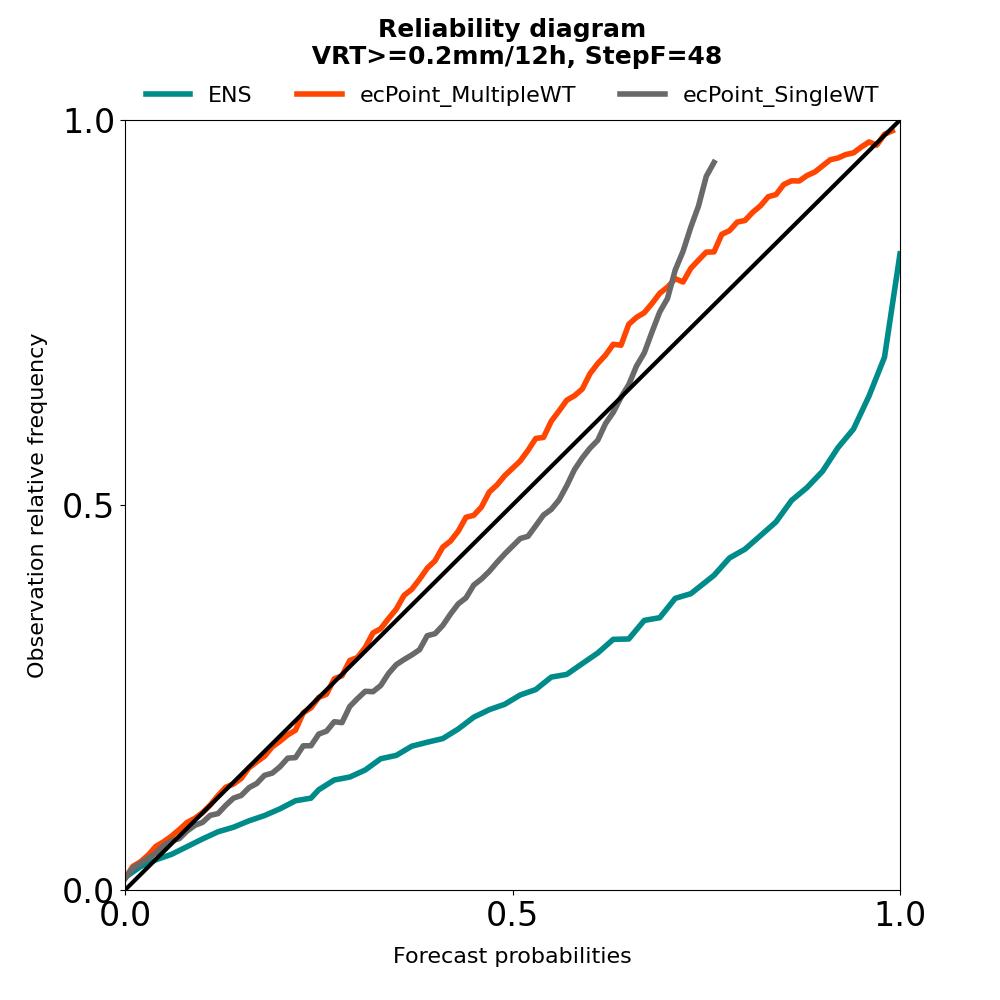 Reliability diagram
VRT>=0.2mm/12h, StepF=48
ENS ecPoint_MultipleWT ecPoint_SingleWT
1.0
0.5
0.0
Observation relative frequency
0.0 0.5 1.0
Forecast probabilities